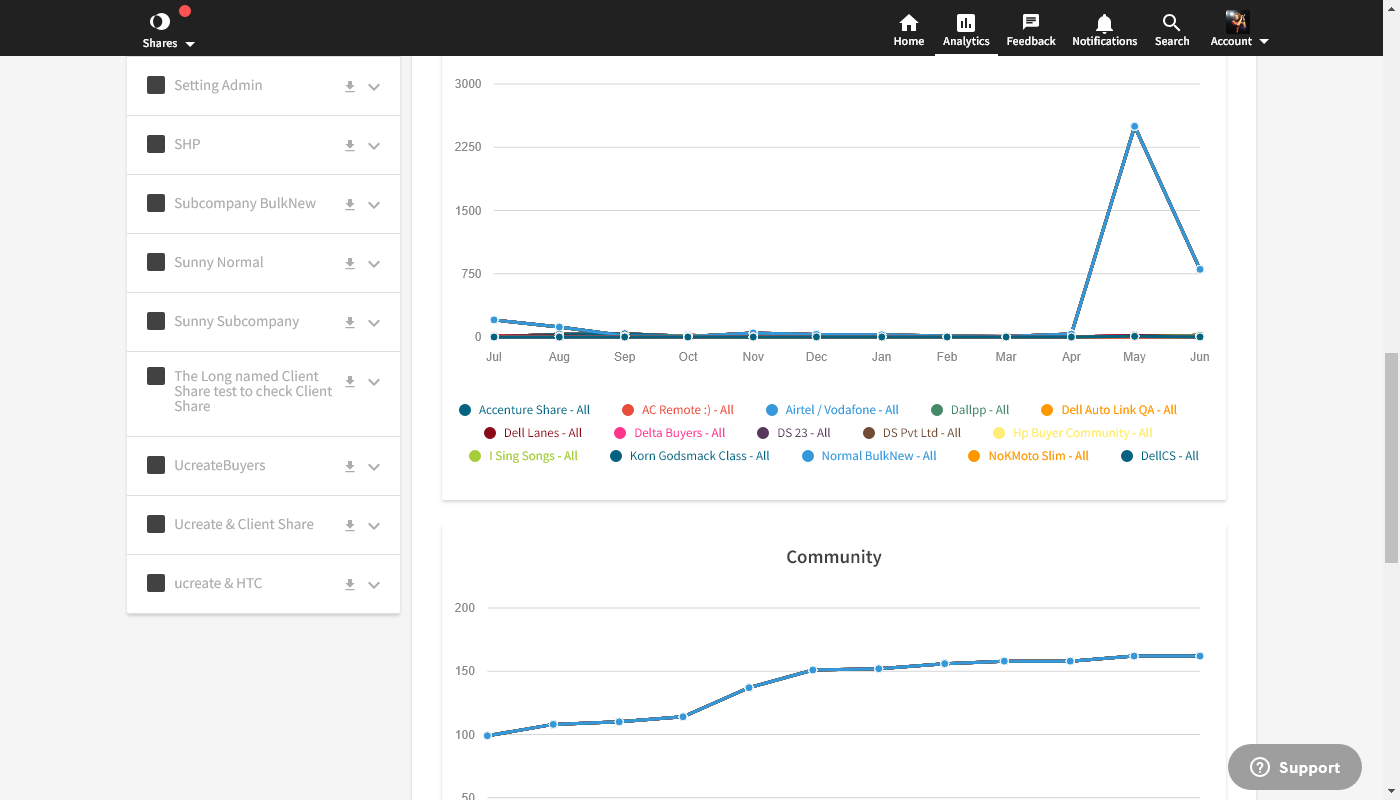 Shares
Home
Analytics
Feedback
Notifications
Search
Account
Setting Admin
SHP
Subcompany BulkNew
Sunny Normal
Sunny Subcompany
The Long named Client
Share test to check Client
Share
UcreateBuyers
Ucreate & Client Share
ucreate & HTC
3000
2250
1500
750
0
Jul Aug Sep Oct Nov Dec Jan Feb Mar Apr May Jun
Accenture Share - All AC Remote :) - All Airtel / Vodafone - All Dallpp - All Dell Auto Link QA - All
Dell Lanes - All Delta Buyers - All DS 23 - All DS Pvt Ltd - All Hp Buyer Community - All
I Sing Songs - All Korn Godsmack Class - All Normal BulkNew - All NoKMoto Slim - All DellCS - All
Community
200
150
100
50
Support